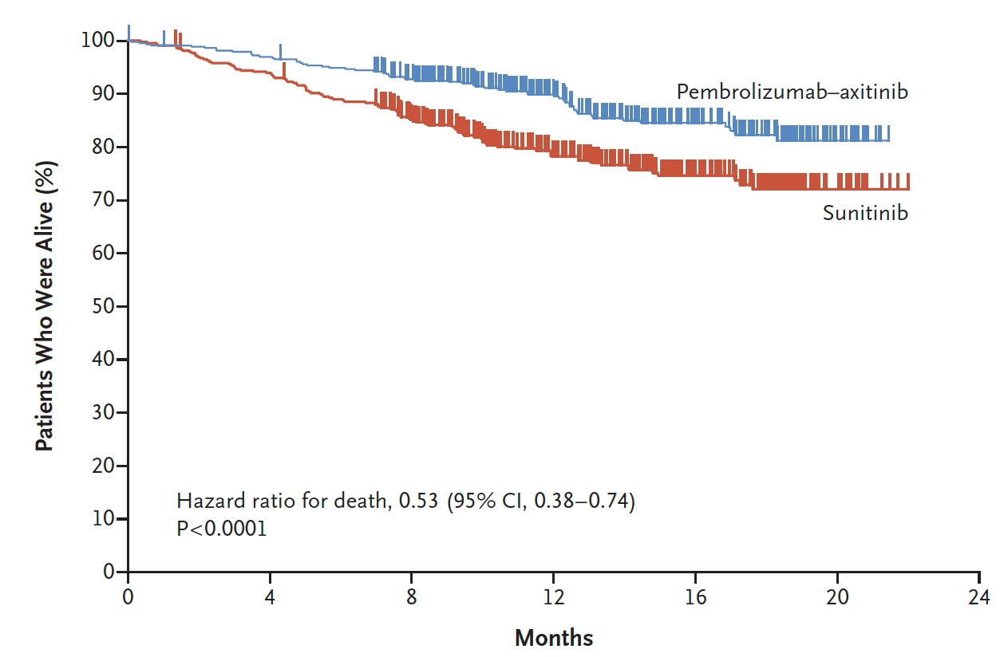 100
90
80
70
60
50
40
30
20
10
0
Patients Who Were Alive (%)
Pembrolizumab–axitinib
Sunitinib
Hazard ratio for death, 0.53 (95% CI, 0.38–0.74)
P<0.0001
0 4 8 12 16 20 24
Months